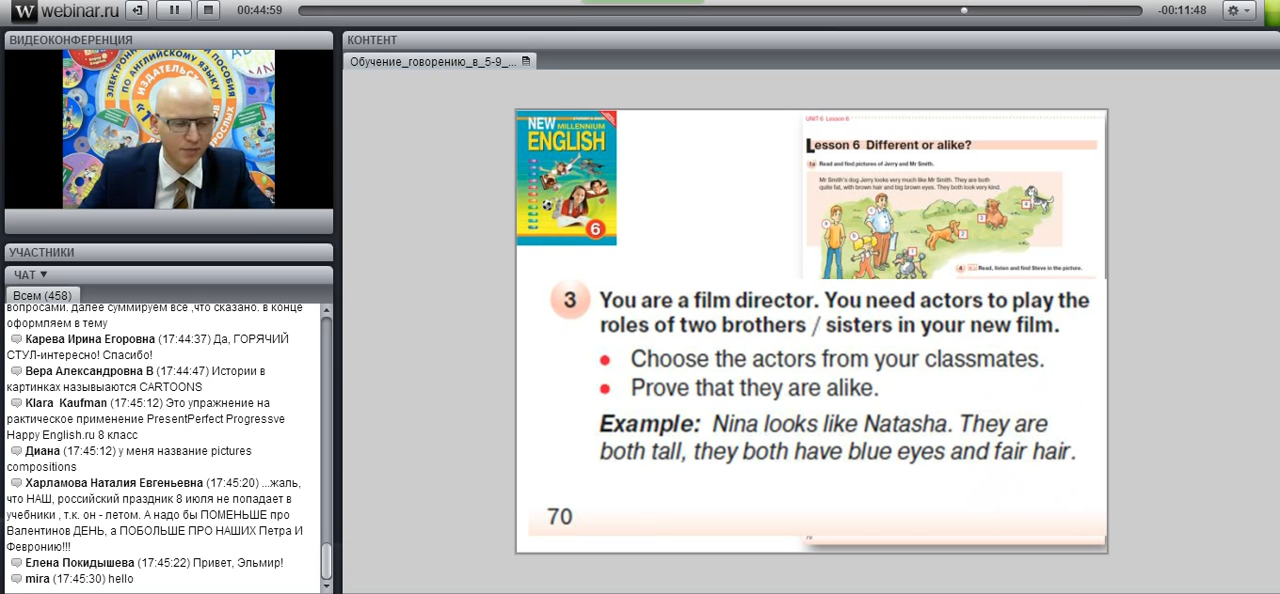 W webinar.ru
00:44:59
-00:11:48
ВИДЕОКОНФЕРЕНЦИЯ
ЭЛЕКТРОННЫЕ ПОСОБИЯ
ПО АНГЛИЙСКОМУ ЯЗЫКУ
ИЗДАТЕЛЬС
УЧАСТНИКИ
ЧАТ ▼
Всем (458)
вопросами. далее суммируем все ,что сказано. в конце
оформляем в тему
Карева Ирина Егоровна (17:44:37) Да, ГОРЯЧИЙ
СТУЛ-интересно! Спасибо!
Вера Александровна В (17:44:47) Истории в
картинках называются CARTOONS
Klara Kaufman (17:45:12) Это упражнение на
рактическое применение PresentPerfect Progressve
Happy English.ru 8 класс
Диана (17:45:12) у меня название pictures
compositions
Харламова Наталия Евгеньевна (17:45:20) ...жаль,
что НАШ, российский праздник 8 июля не попадает в
учебники , т.к. он - летом. А надо бы ПОМЕНЬШЕ про
Валентинов ДЕНЬ, а ПОБОЛЬШЕ ПРО НАШИХ Петра И
Февронию!!!
Елена Покидышева (17:45:22) Привет, Эльмир!
mira (17:45:30) hello
КОНТЕНТ
Обучение_говорению_в_5-9_...
NEW
MILLENNIUM
ENGLISH
6
UNIT 6 Lesson 6
Lesson 6 Different or alike?
Read and find pictures of Jerry and Mr Smith.
Mr Smith's dog Jerry looks very much like Mr Smith. They are both
quite fat, with brown hair and big brown eyes. They both look very kind.
4 Read, listen and find Steve in the picture.
3 You are a film director. You need actors to play the
roles of two brothers / sisters in your new film.
• Choose the actors from your classmates.
• Prove that they are alike.
Example: Nina looks like Natasha. They are
both tall, they both have blue eyes and fair hair.
70